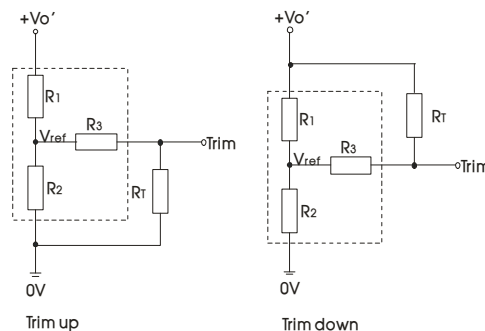 +Vo'
R1
Vref
R3
Trim
R2
RT
0V
Trim up
+Vo'
R1
RT
Vref
R3
Trim
R2
0V
Trim down